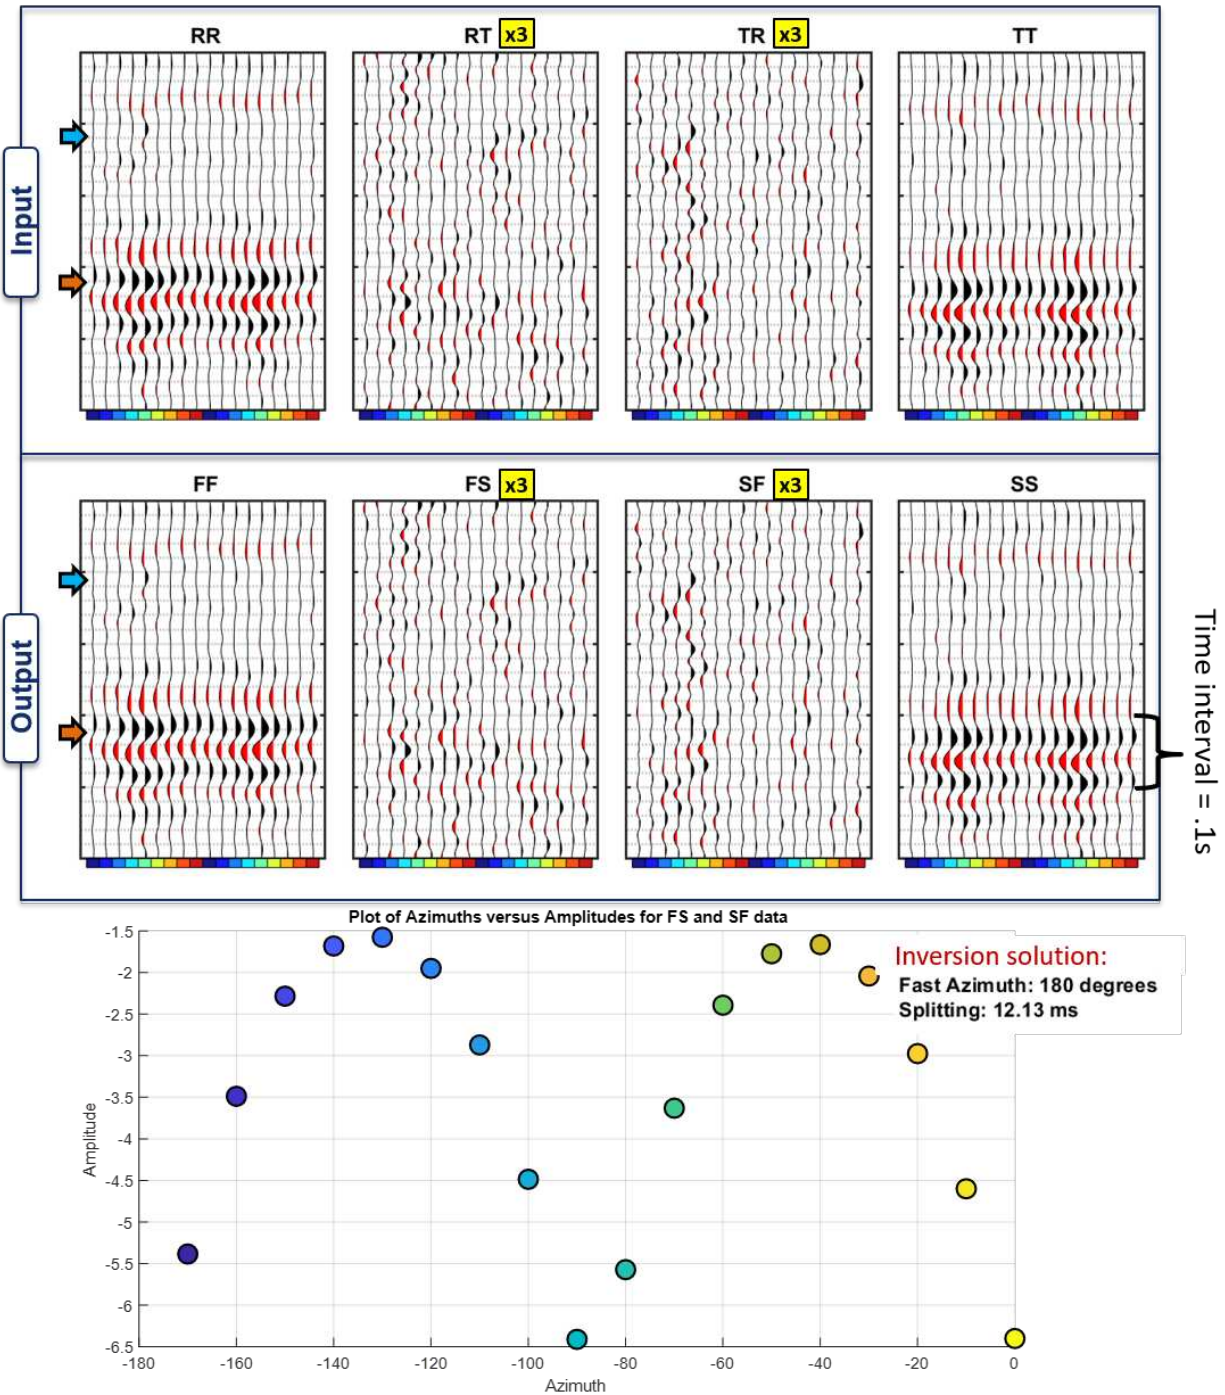 RR
RT x3
TR x3
TT
Input
FF
FS x3
SF x3
SS
Output
Time interval = .1s
Plot of Azimuths versus Amplitudes for FS and SF data
Inversion solution:
Fast Azimuth: 180 degrees
Splitting: 12.13 ms
Amplitude
-1.5
-2
-2.5
-3
-3.5
-4
-4.5
-5
-5.5
-6
-6.5
-180 -160 -140 -120 -100 -80 -60 -40 -20 0
Azimuth